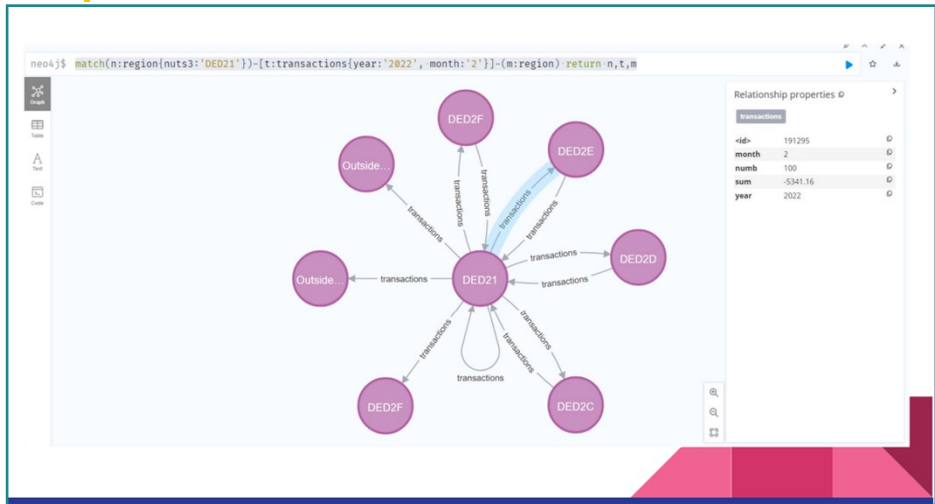 neo4j$ match(n:region{nuts3:'DED21'})-[t:transactions{year:'2022', month:'2'}]-(m:region) return n,t,m
Graph
Table
Text
Code
DED2F
DED2E
Outside...
transactions
transactions
transactions
transactions
transactions
DED2D
transactions
transactions
DED21
Outside...
transactions
transactions
transactions
transactions
transactions
DED2F
DED2C
Relationship properties
transactions
<id> 191295
month 2
numb 100
sum -5341.16
year 2022